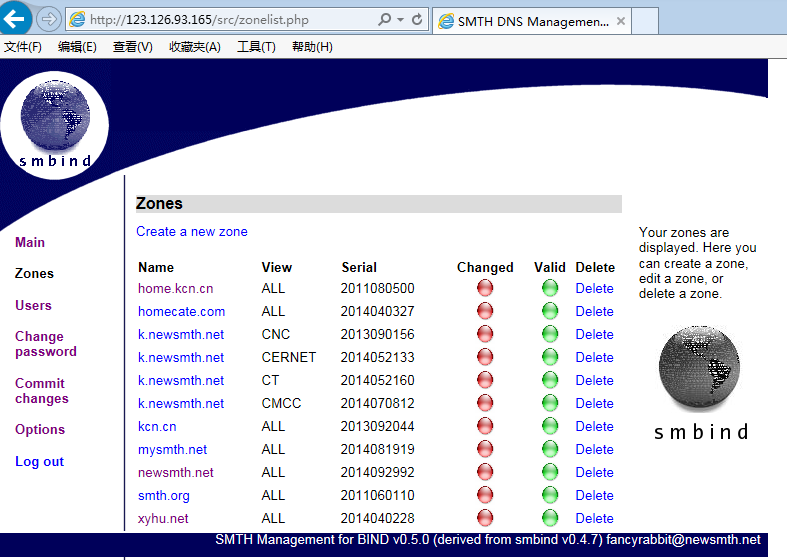 http://123.126.93.165/src/zonelist.php
SMTH DNS Managemen...
文件(F) 编辑(E) 查看(V) 收藏夹(A) 工具(T) 帮助(H)
smbind
Main
Zones
Users
Change
password
Commit
changes
Options
Log out
Zones
Create a new zone
Name View Serial Changed Valid Delete
home.kcn.cn ALL 2011080500 Delete
homecate.com ALL 2014040327 Delete
k.newsmth.net CNC 2013090156 Delete
k.newsmth.net CERNET 2014052133 Delete
k.newsmth.net CT 2014052160 Delete
k.newsmth.net CMCC 2014070812 Delete
kcn.cn ALL 2013092044 Delete
mysmth.net ALL 2014081919 Delete
newsmth.net ALL 2014092992 Delete
smth.org ALL 2011060110 Delete
xyhu.net ALL 2014040228 Delete
Your zones are
displayed. Here you
can create a zone,
edit a zone, or
delete a zone.
smbind
SMTH Management for BIND v0.5.0 (derived from smbind v0.4.7) fancyrabbit@newsmth.net